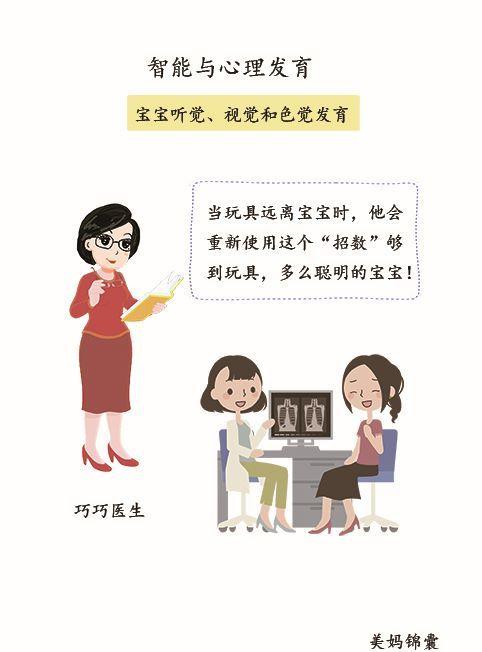 智能与心理发育
宝宝听觉、视觉和色觉发育
当玩具远离宝宝时，他会
重新使用这个“招数”够
到玩具，多么聪明的宝宝！
巧巧医生
美妈锦囊